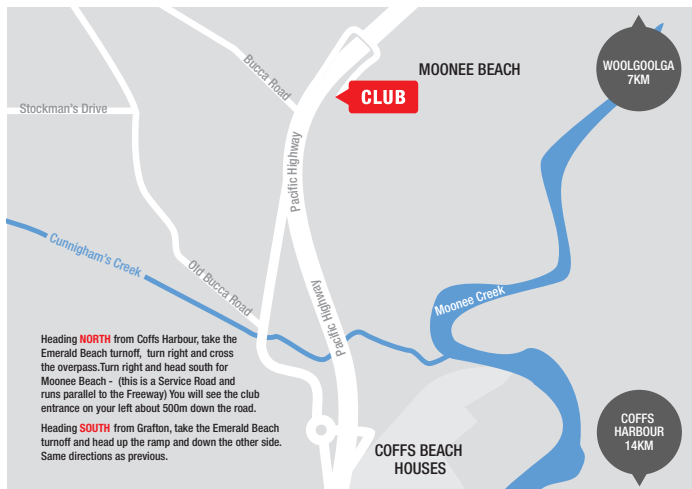 WOOLGOOLGA
7KM
MOONEE BEACH
CLUB
Bucca Road
Stockman's Drive
Pacific Highway
Cunnigham's Creek
Old Bucca Road
Pacific Highway
Moonee Creek
Heading NORTH from Coffs Harbour, take the
Emerald Beach turnoff, turn right and cross
the overpass.Turn right and head south for
Moonee Beach - (this is a Service Road and
runs parallel to the Freeway) You will see the club
entrance on your left about 500m down the road.
Heading SOUTH from Grafton, take the Emerald Beach
turnoff and head up the ramp and down the other side.
Same directions as previous.
COFFS BEACH
HOUSES
COFFS
HARBOUR
14KM